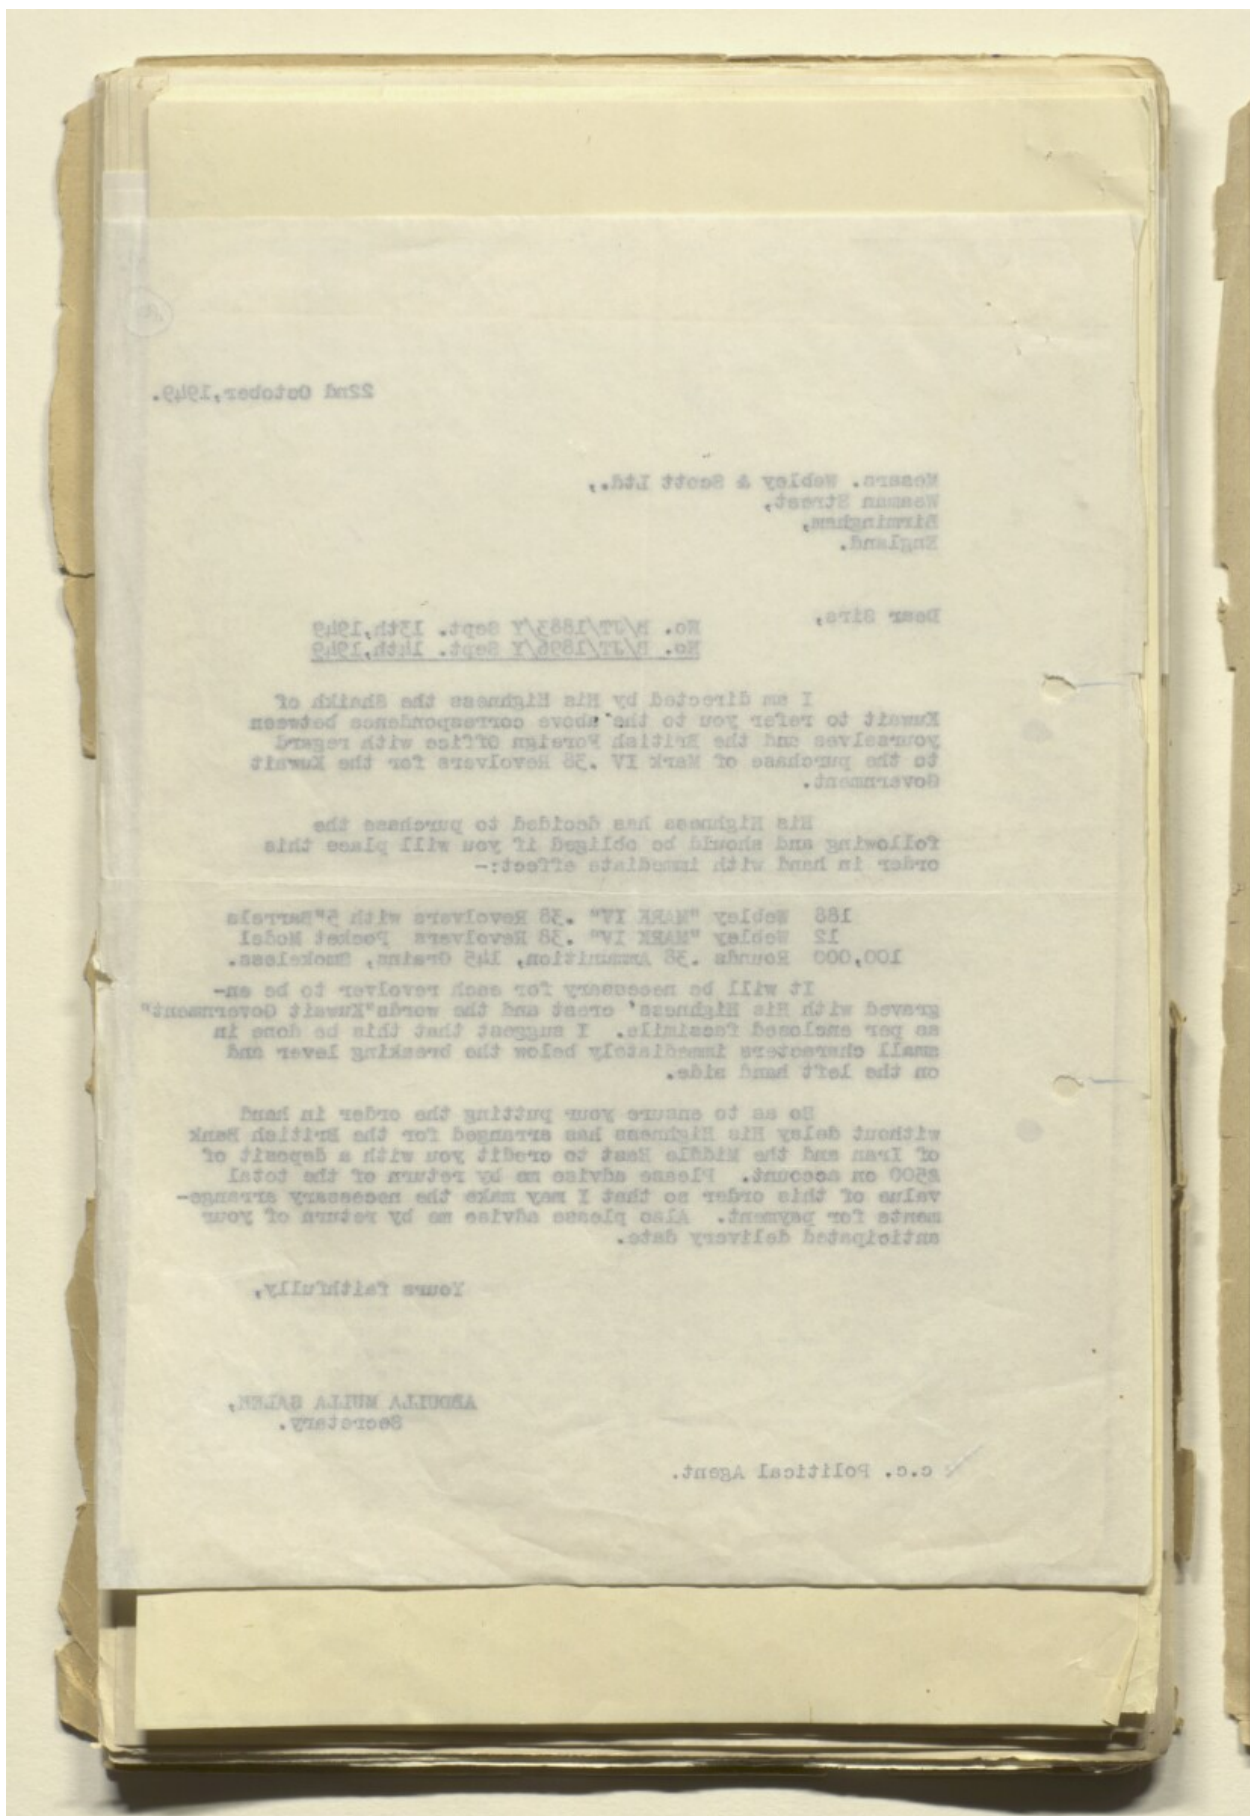 22nd October,1949.
Messrs. Webley & Scott Ltd.,
Weaman Street,
Birmingham,
England.
Dear Sirs,
No. B/JT/1883/Y Sept. 13th,1949
No. B/JT/1896/Y Sept. 14th,1949
I am directed by His Highness the Shaikh of
Kuwait to refer you to the above correspondence between
yourselves and the British Foreign Office with regard
to the purchase of Mark IV .38 Revolvers for the Kuwait
Government.
His Highness has decided to purchase the
following and should be obliged if you will place this
order in hand with immediate effect:-
188 Webley "MARK IV" .38 Revolvers with 5"Barrels
12 Webley "MARK IV" .38 Revolvers Pocket Model
100,000 Rounds .38 Ammunition, 145 Grains, Smokeless.
It will be necessary for each revolver to be en-
graved with His Highness' crest and the words"Kuwait Government"
as per enclosed facsimile. I suggest that this be done in
small characters immediately below the breaking lever and
on the left hand side.
So as to ensure your putting the order in hand
without delay His Highness has arranged for the British Bank
of Iran and the Middle East to credit you with a deposit of
£500 on account. Please advise me by return of the total
value of this order so that I may make the necessary arrange-
ments for payment. Also please advise me by return of your
anticipated delivery date.
Yours faithfully,
ABDULLA MULLA SALEH,
Secretary.
c.c. Political Agent.